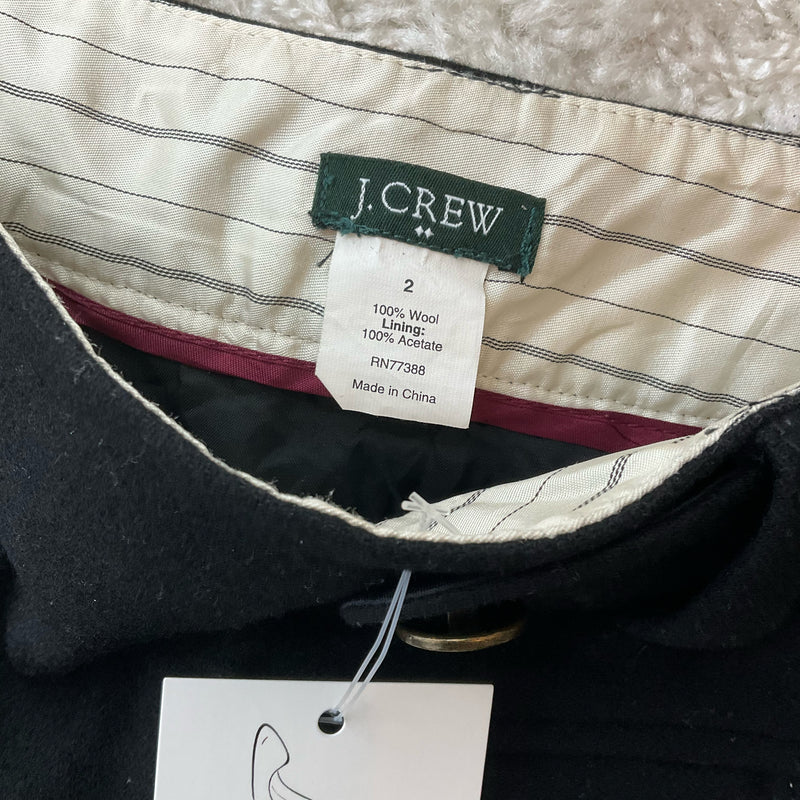 J.CREW
2
100% Wool
Lining:
100% Acetate
RN77388
Made in China